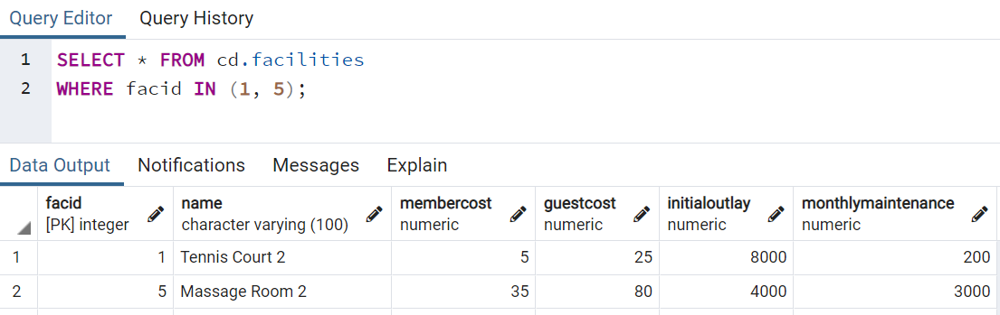 Query Editor Query History
1 SELECT * FROM cd.facilities
2 WHERE facid IN (1, 5);
Data Output Notifications Messages Explain
facid name membercost guestcost initialoutlay monthlymaintenance
[PK] integer character varying (100) numeric numeric numeric numeric
1 1 Tennis Court 2 5 25 8000 200
2 5 Massage Room 2 35 80 4000 3000